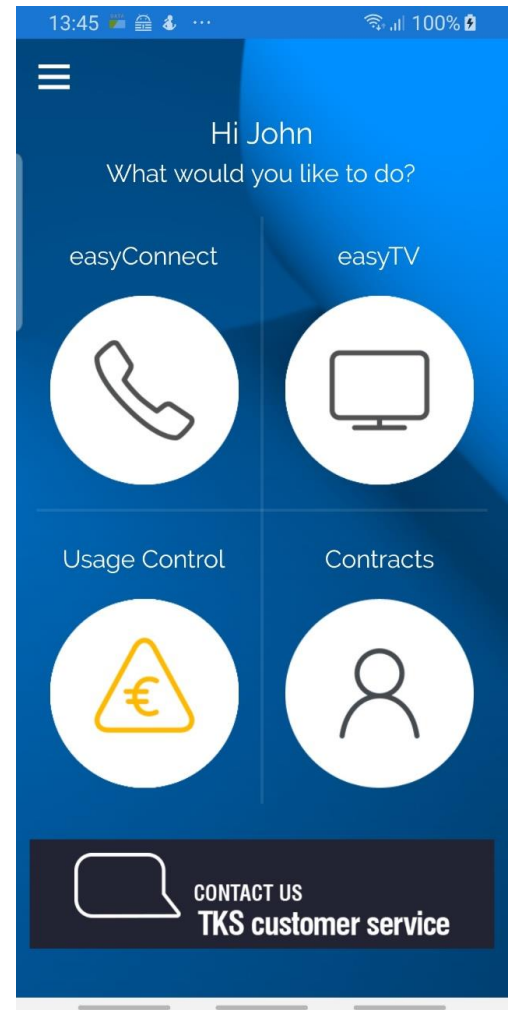 13:45 100%
Hi John
What would you like to do?
easyConnect easyTV
Usage Control Contracts
€
CONTACT US
TKS customer service